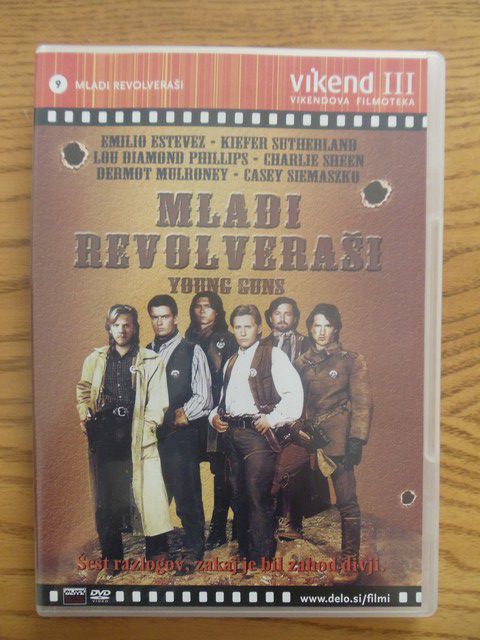 9 MLADI REVOLVERAŠI
vikend III
VIKENDOVA FILMOTEKA
EMILIO ESTEVEZ - KIEFER SUTHERLAND
LOU DIAMOND PHILLIPS - CHARLIE SHEEN
DERMOT MULRONEY - CASEY SIEMASZKO
MLADI
REVOLVERAŠI
YOUNG GUNS
Šest razlogov, zakaj je bil zahod divji.
DVD
VIDEO
www.delo.si/filmi